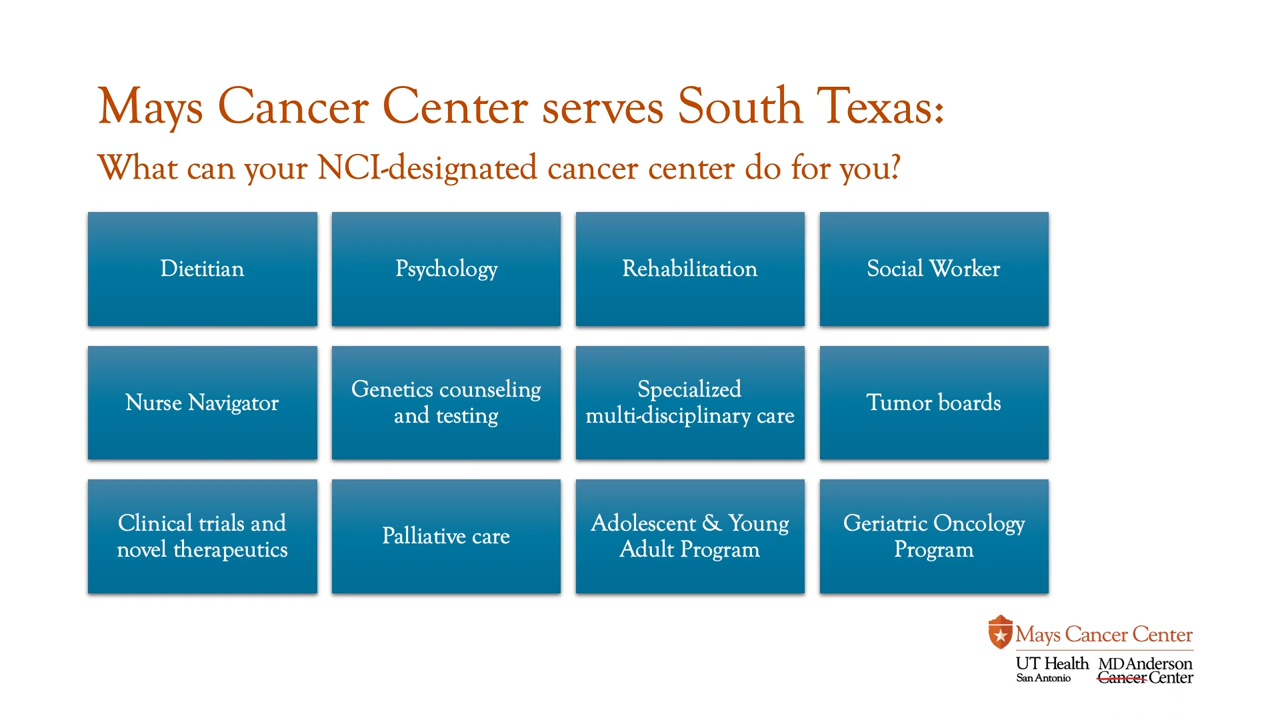 Mays Cancer Center serves South Texas:
What can your NCI-designated cancer center do for you?
Dietitian
Psychology
Rehabilitation
Social Worker
Nurse Navigator
Genetics counseling
and testing
Specialized
multi-disciplinary care
Tumor boards
Clinical trials and
novel therapeutics
Palliative care
Adolescent & Young
Adult Program
Geriatric Oncology
Program
Mays Cancer Center
UT Health
San Antonio
MD Anderson
Cancer Center